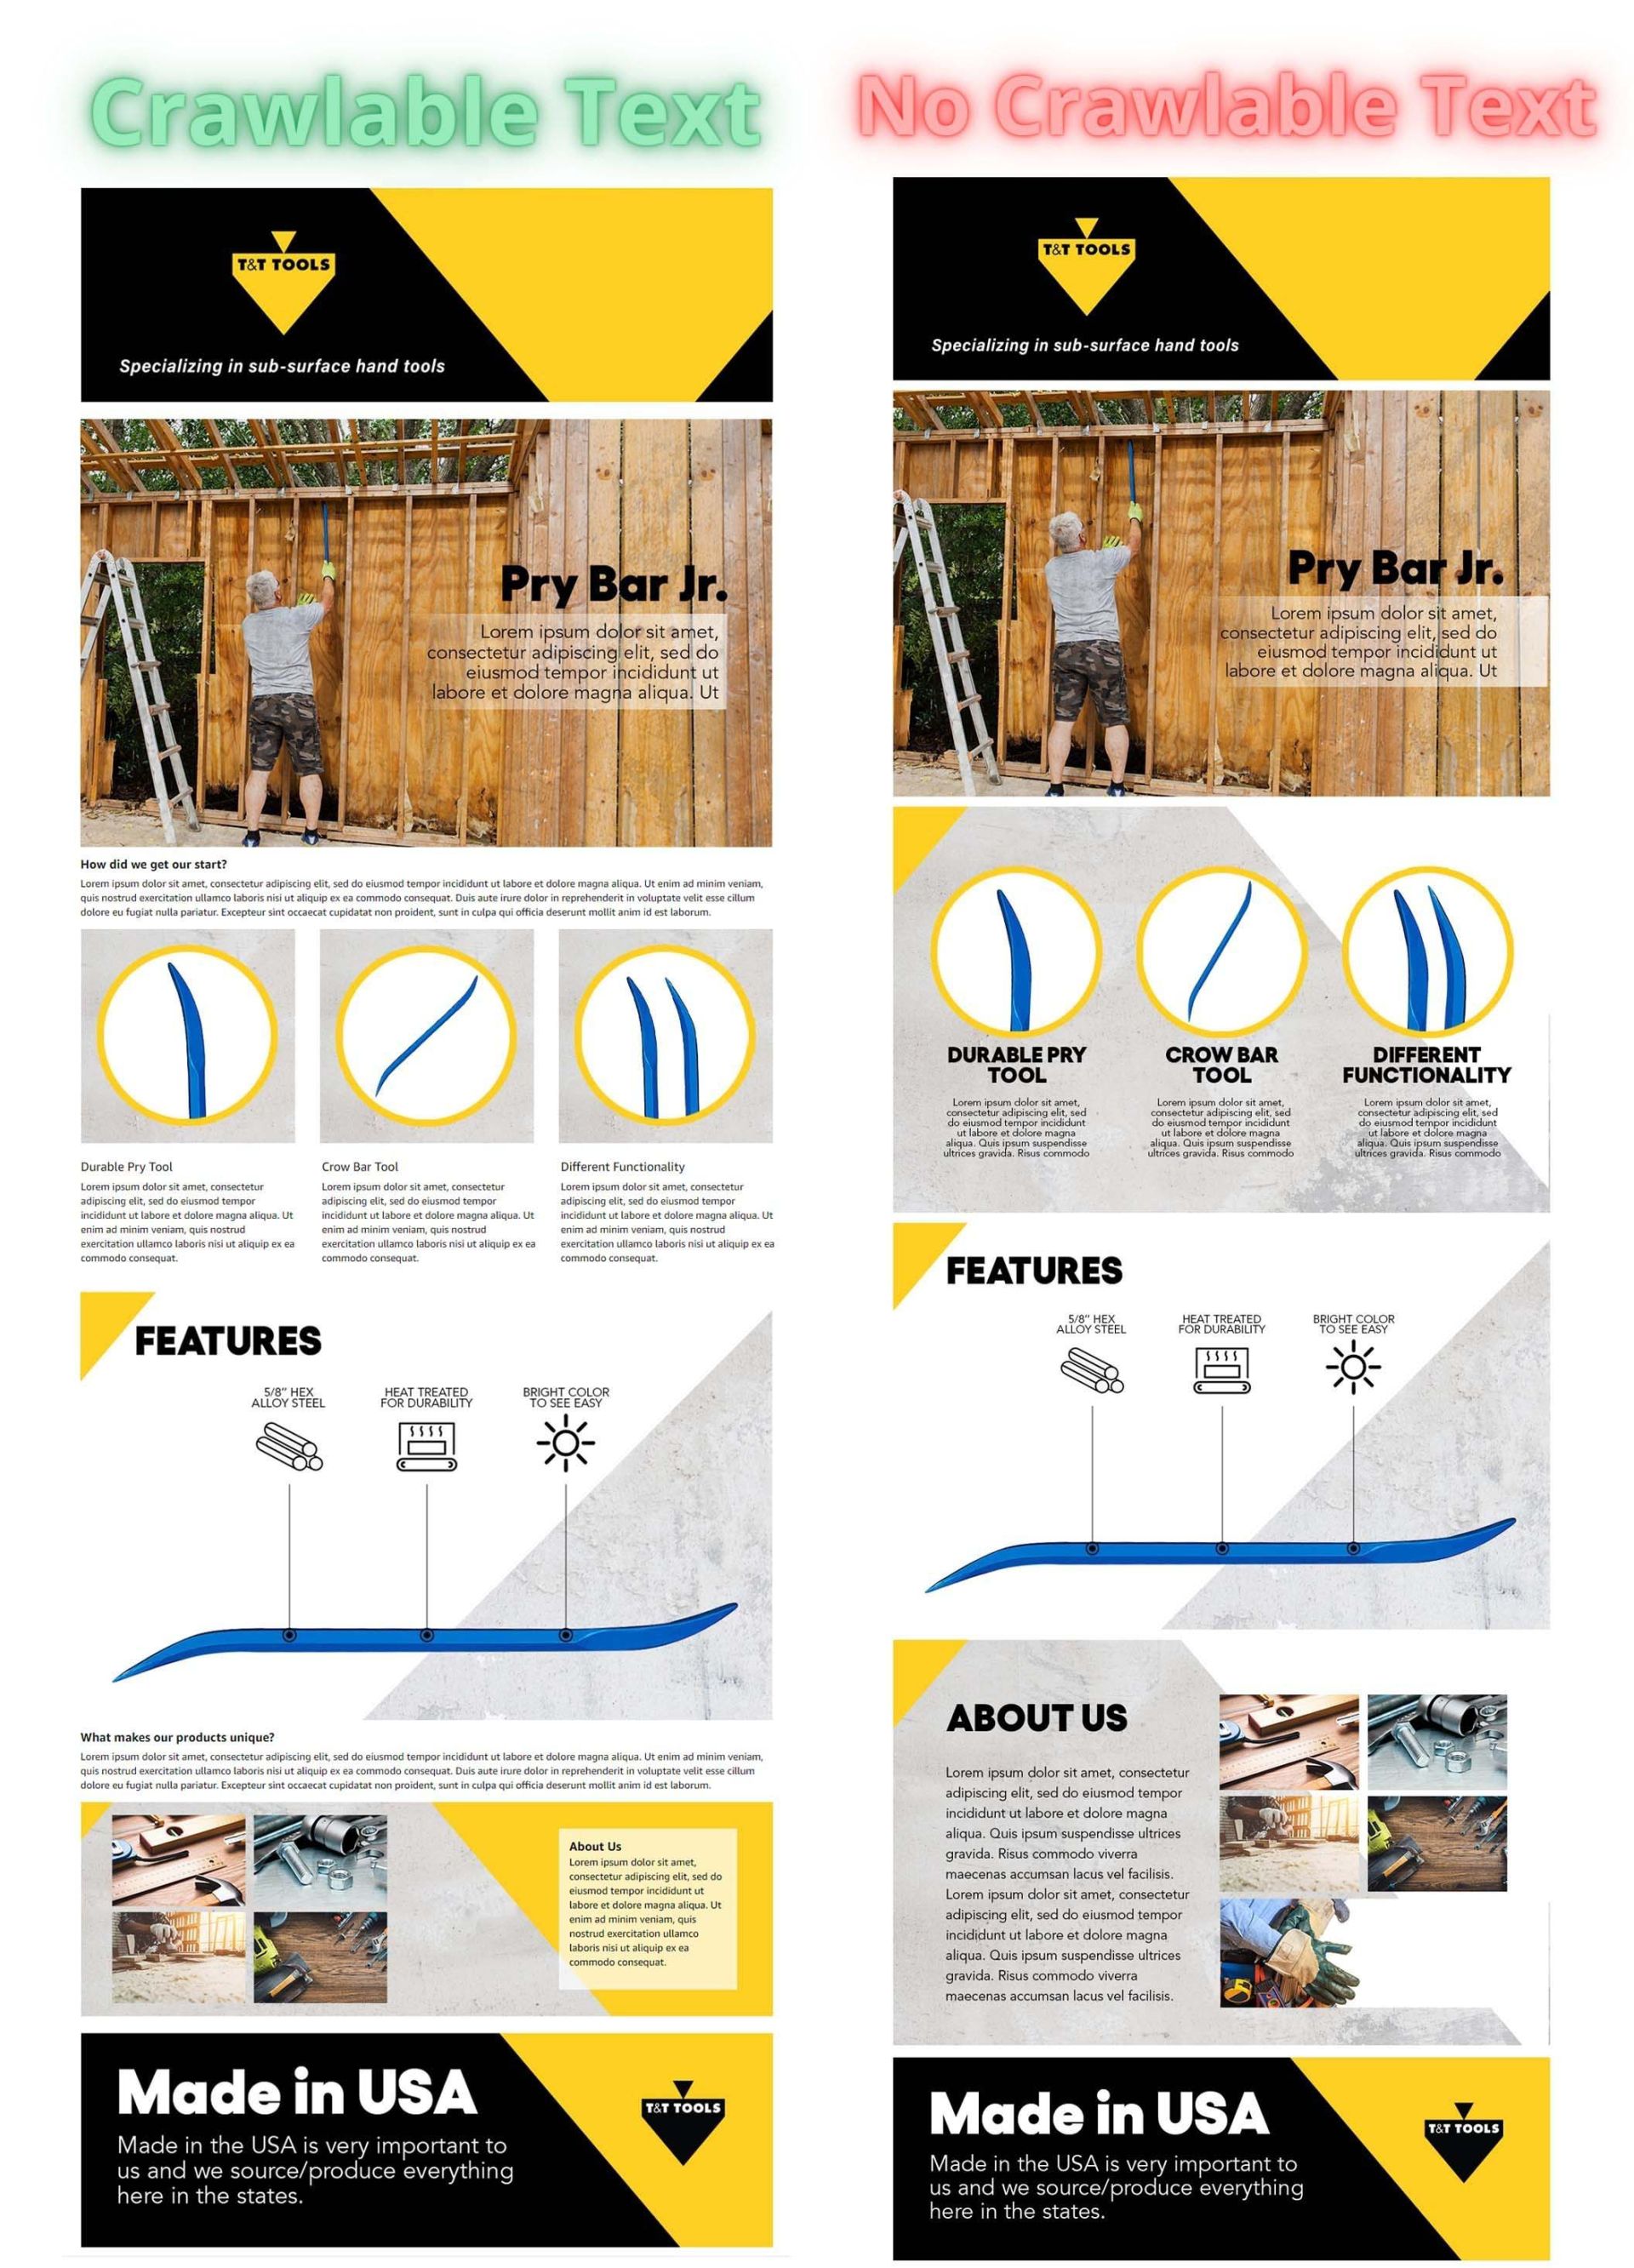 Crawlable Text
T&T TOOLS
Specializing in sub-surface hand tools
Pry Bar Jr.
Lorem ipsum dolor sit amet,
consectetur adipiscing elit, sed do
eiusmod tempor incididunt ut
labore et dolore magna aliqua. Ut
How did we get our start?
Lorem ipsum dolor sit amet, consectetur adipiscing elit, sed do eiusmod tempor incididunt ut labore et dolore magna aliqua. Ut enim ad minim veniam,
quis nostrud exercitation ullamco laboris nisi ut aliquip ex ea commodo consequat. Duis aute irure dolor in reprehenderit in voluptate velit esse cillum
dolore eu fugiat nulla pariatur. Excepteur sint occaecat cupidatat non proident, sunt in culpa qui officia deserunt mollit anim id est laborum.
Durable Pry Tool
Lorem ipsum dolor sit amet, consectetur
adipiscing elit, sed do eiusmod tempor
incididunt ut labore et dolore magna aliqua. Ut
enim ad minim veniam, quis nostrud
exercitation ullamco laboris nisi ut aliquip ex ea
commodo consequat.
Crow Bar Tool
Lorem ipsum dolor sit amet, consectetur
adipiscing elit, sed do eiusmod tempor
incididunt ut labore et dolore magna aliqua. Ut
enim ad minim veniam, quis nostrud
exercitation ullamco laboris nisi ut aliquip ex ea
commodo consequat.
Different Functionality
Lorem ipsum dolor sit amet, consectetur
adipiscing elit, sed do eiusmod tempor
incididunt ut labore et dolore magna aliqua. Ut
enim ad minim veniam, quis nostrud
exercitation ullamco laboris nisi ut aliquip ex ea
commodo consequat.
FEATURES
5/8" HEX
ALLOY STEEL
HEAT TREATED
FOR DURABILITY
BRIGHT COLOR
TO SEE EASY
What makes our products unique?
Lorem ipsum dolor sit amet, consectetur adipiscing elit, sed do eiusmod tempor incididunt ut labore et dolore magna aliqua. Ut enim ad minim veniam,
quis nostrud exercitation ullamco laboris nisi ut aliquip ex ea commodo consequat. Duis aute irure dolor in reprehenderit in voluptate velit esse cillum
dolore eu fugiat nulla pariatur. Excepteur sint occaecat cupidatat non proident, sunt in culpa qui officia deserunt mollit anim id est laborum.
About Us
Lorem ipsum dolor sit amet,
consectetur adipiscing elit, sed do
eiusmod tempor incididunt ut
labore et dolore magna aliqua. Ut
enim ad minim veniam, quis
nostrud exercitation ullamco
laboris nisi ut aliquip ex ea
commodo consequat.
Made in USA
Made in the USA is very important to
us and we source/produce everything
here in the states.
T&T TOOLS
No Crawlable Text
T&T TOOLS
Specializing in sub-surface hand tools
Pry Bar Jr.
Lorem ipsum dolor sit amet,
consectetur adipiscing elit, sed do
eiusmod tempor incididunt ut
labore et dolore magna aliqua. Ut
DURABLE PRY
TOOL
Lorem ipsum dolor sit amet,
consectetur adipiscing elit, sed
do eiusmod tempor incididunt
ut labore et dolore magna
aliqua. Quis ipsum suspendisse
ultrices gravida. Risus commodo
CROW BAR
TOOL
Lorem ipsum dolor sit amet,
consectetur adipiscing elit, sed
do eiusmod tempor incididunt
ut labore et dolore magna
aliqua. Quis ipsum suspendisse
ultrices gravida. Risus commodo
DIFFERENT
FUNCTIONALITY
Lorem ipsum dolor sit amet,
consectetur adipiscing elit, sed
do eiusmod tempor incididunt
ut labore et dolore magna
aliqua. Quis ipsum suspendisse
ultrices gravida. Risus commodo
FEATURES
5/8" HEX
ALLOY STEEL
HEAT TREATED
FOR DURABILITY
BRIGHT COLOR
TO SEE EASY
ABOUT US
Lorem ipsum dolor sit amet, consectetur
adipiscing elit, sed do eiusmod tempor
incididunt ut labore et dolore magna
aliqua. Quis ipsum suspendisse ultrices
gravida. Risus commodo viverra
maecenas accumsan lacus vel facilisis.
Lorem ipsum dolor sit amet, consectetur
adipiscing elit, sed do eiusmod tempor
incididunt ut labore et dolore magna
aliqua. Quis ipsum suspendisse ultrices
gravida. Risus commodo viverra
maecenas accumsan lacus vel facilisis.
Made in USA
Made in the USA is very important to
us and we source/produce everything
here in the states.
T&T TOOLS